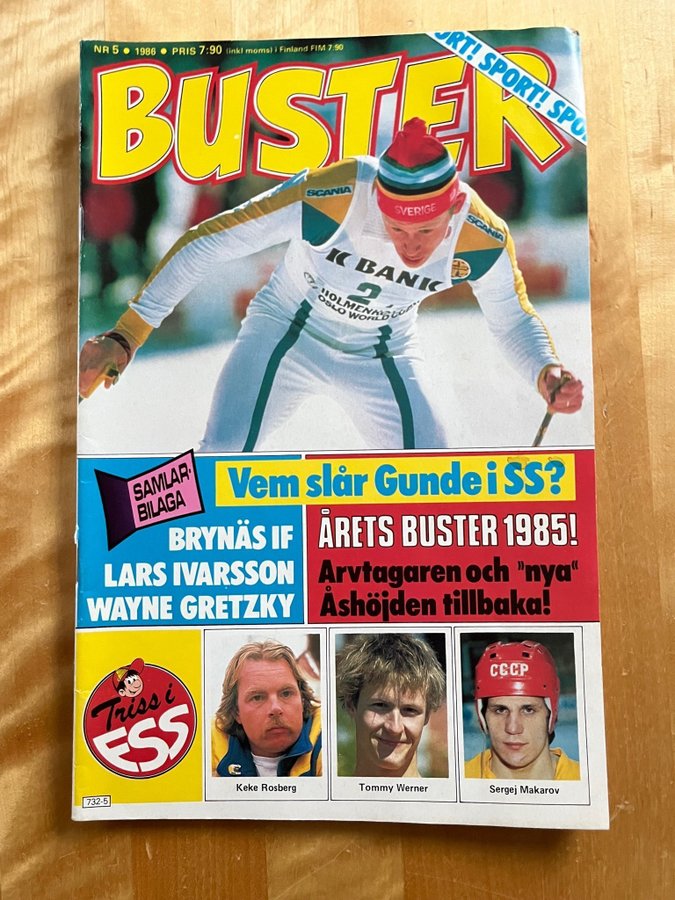 NR 5 • 1986 • PRIS 7:90 (inkl moms) i Finland FIM 7:90
BUSTER
SPORT! SPORT!
SCANIA
SCANIA
SVERIGE
K BANK
2
OSLO WORLD CUP
SAMLAR-
BILAGA
Vem slår Gunde i SS?
BRYNÄS IF
LARS IVARSSON
WAYNE GRETZKY
ÅRETS BUSTER 1985!
Arvtagaren och "nya"
Åshöjden tillbaka!
Triss i
ESS
CCCP
Keke Rosberg
Tommy Werner
Sergej Makarov
732-5